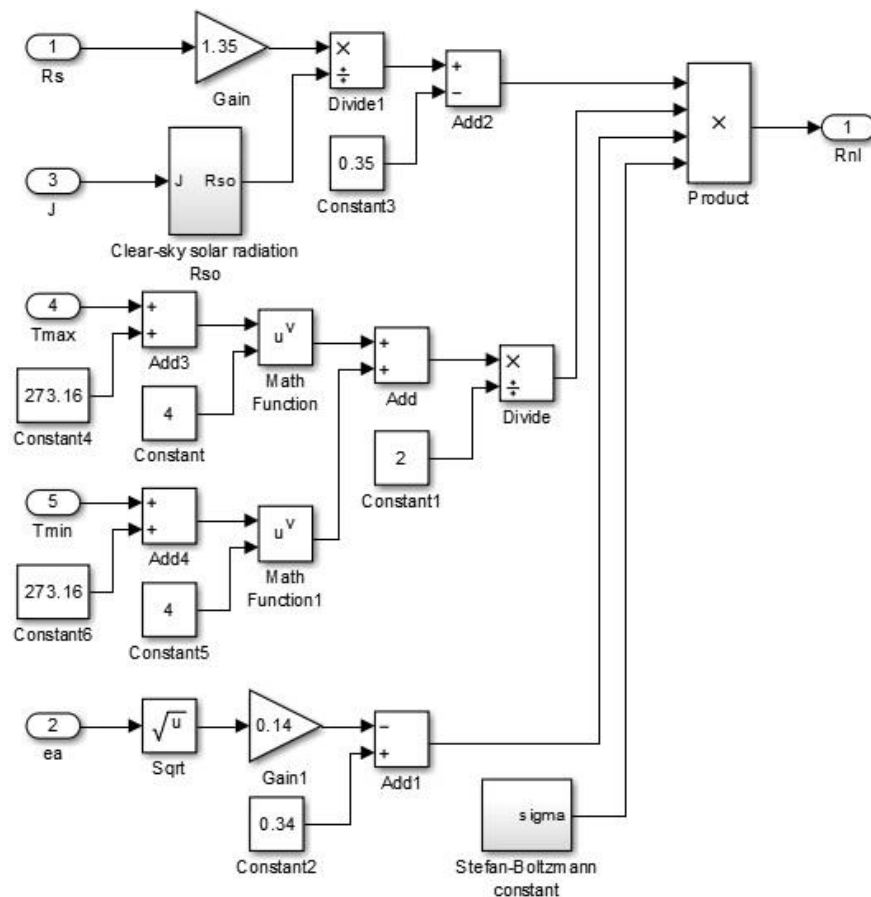 1
Rs
1.35
Gain
×
÷
Divide1
+
−
Add2
0.35
Constant3
3
J
J Rso
Clear-sky solar radiation
Rso
×
Product
1
Rnl
4
Tmax
273.16
Constant4
+
+
Add3
4
Constant
u^v
Math
Function
+
+
Add
2
Constant1
×
÷
Divide
5
Tmin
273.16
Constant6
+
+
Add4
4
Constant5
u^v
Math
Function1
2
ea
√u
Sqrt
0.14
Gain1
0.34
Constant2
−
+
Add1
sigma
Stefan-Boltzmann
constant